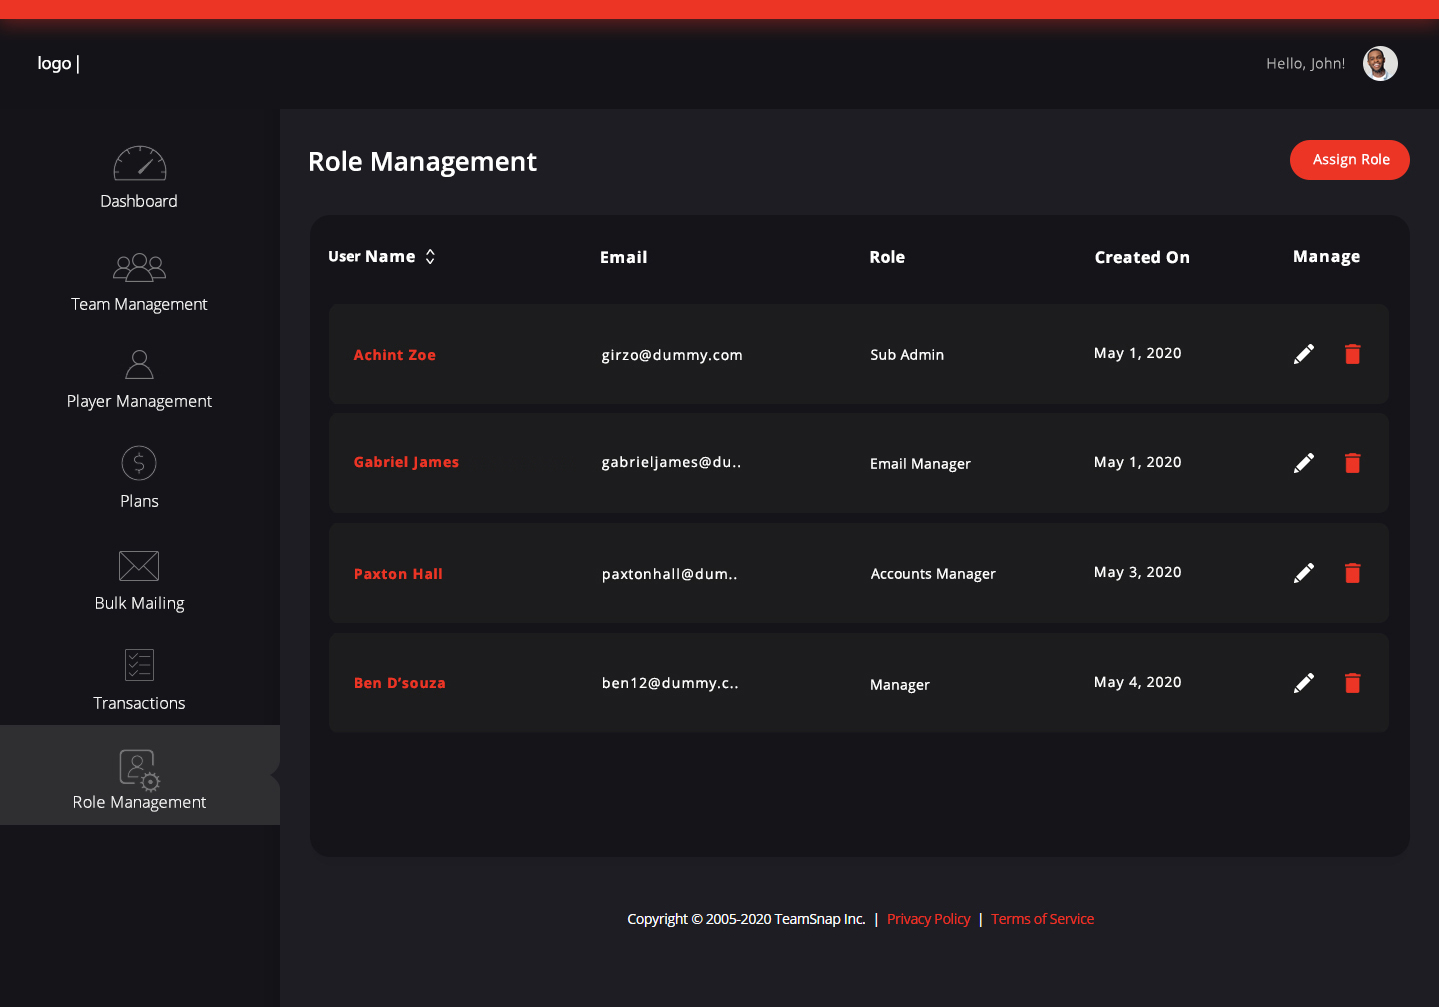 logo |
Hello, John!
Dashboard
Team Management
Player Management
Plans
Bulk Mailing
Transactions
Role Management
Role Management
Assign Role
User Name Email Role Created On Manage
Achint Zoe girzo@dummy.com Sub Admin May 1, 2020
Gabriel James gabrieljames@du.. Email Manager May 1, 2020
Paxton Hall paxtonhall@dum.. Accounts Manager May 3, 2020
Ben D’souza ben12@dummy.c.. Manager May 4, 2020
Copyright © 2005-2020 TeamSnap Inc. | Privacy Policy | Terms of Service